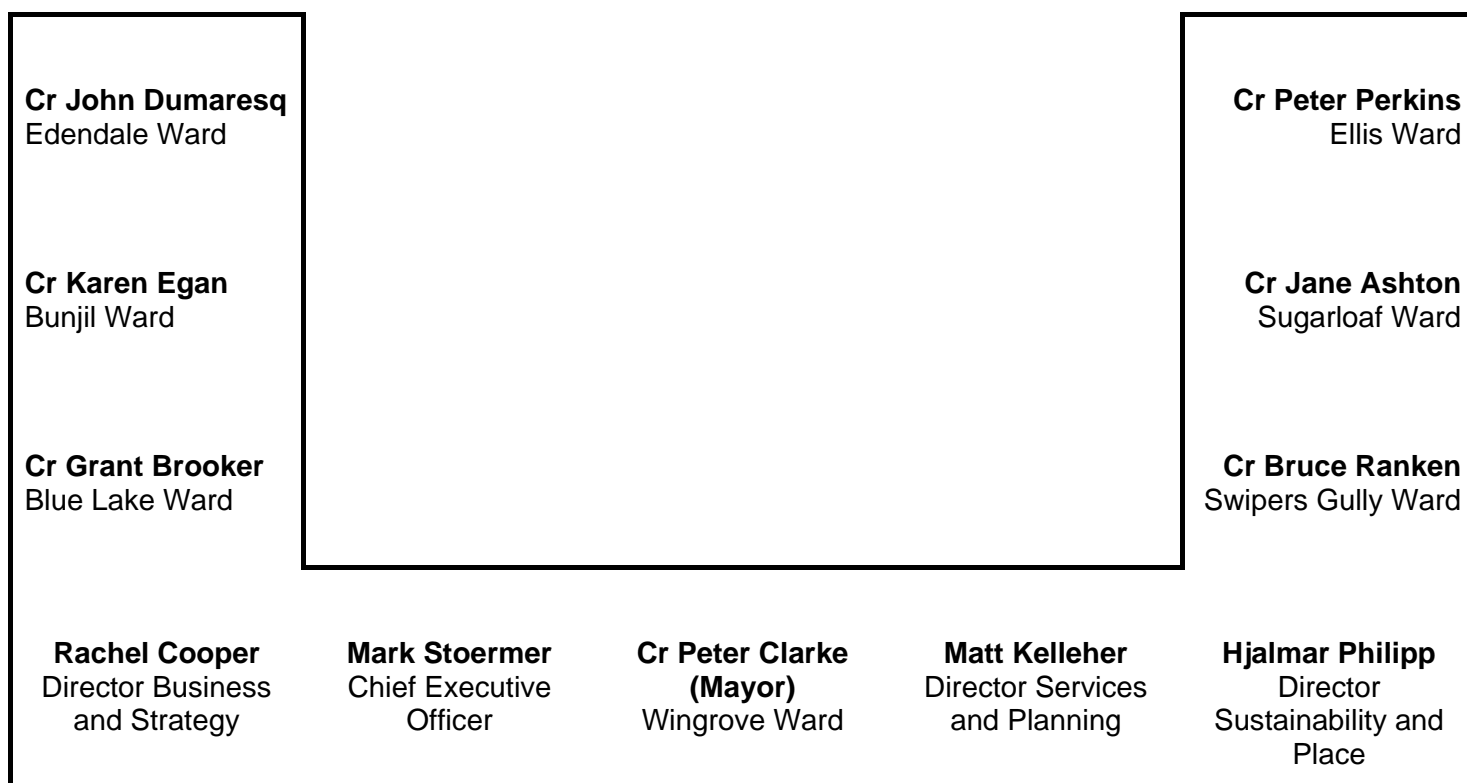 Cr John Dumaresq
Edendale Ward
Cr Peter Perkins
Ellis Ward
Cr Karen Egan
Bunjil Ward
Cr Jane Ashton
Sugarloaf Ward
Cr Grant Brooker
Blue Lake Ward
Cr Bruce Ranken
Swipers Gully Ward
Rachel Cooper
Director Business
and Strategy
Mark Stoermer
Chief Executive
Officer
Cr Peter Clarke
(Mayor)
Wingrove Ward
Matt Kelleher
Director Services
and Planning
Hjalmar Philipp
Director
Sustainability and
Place